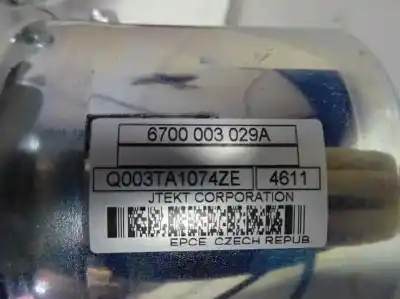 6700 003 029A
Q003TA1074ZE 4611
JTEKT CORPORATION
EPCE CZECH REPUB